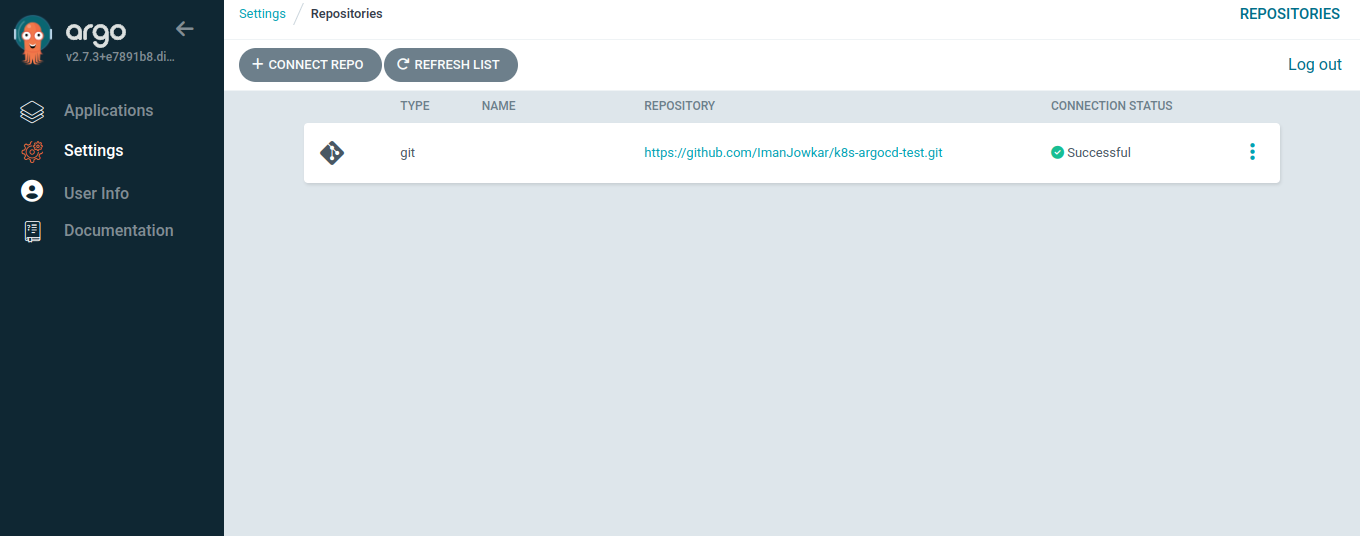 argo
v2.7.3+e7891b8.di...
Applications
Settings
User Info
Documentation
Settings / Repositories
REPOSITORIES
+ CONNECT REPO
REFRESH LIST
Log out
TYPE NAME REPOSITORY CONNECTION STATUS
git https://github.com/ImanJowkar/k8s-argocd-test.git Successful